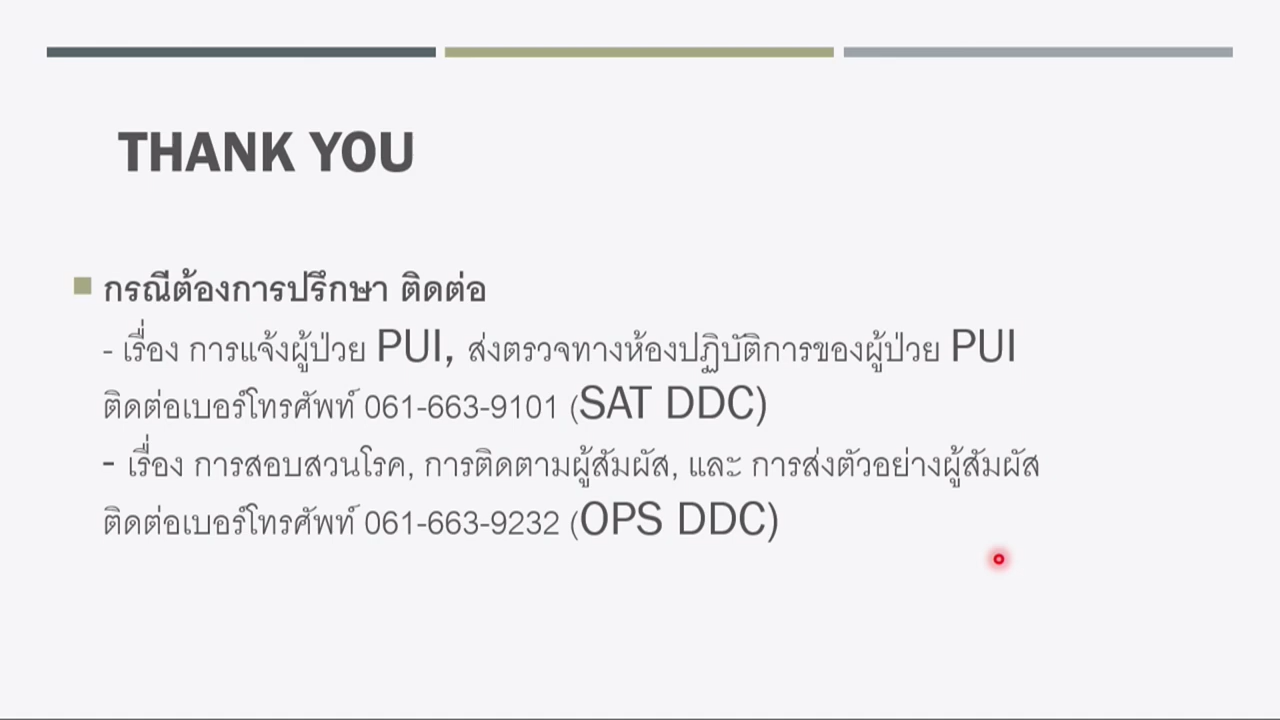 THANK YOU
กรณีต้องการปรึกษา ติดต่อ
- เรื่อง การแจ้งผู้ป่วย PUI, ส่งตรวจทางห้องปฏิบัติการของผู้ป่วย PUI
ติดต่อเบอร์โทรศัพท์ 061-663-9101 (SAT DDC)
- เรื่อง การสอบสวนโรค, การติดตามผู้สัมผัส, และ การส่งตัวอย่างผู้สัมผัส
ติดต่อเบอร์โทรศัพท์ 061-663-9232 (OPS DDC)